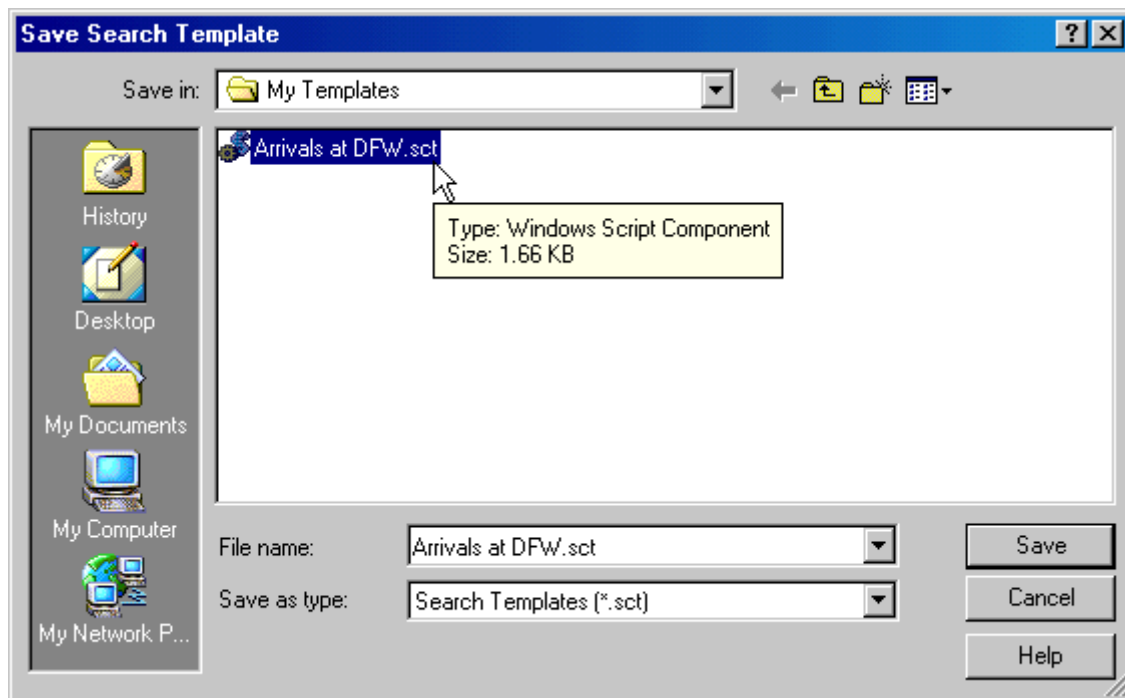 Save Search Template
?
Save in:
My Templates
Arrivals at DFW.sct
Type: Windows Script Component
Size: 1.66 KB
History
Desktop
My Documents
My Computer
My Network P...
File name:
Arrivals at DFW.sct
Save
Save as type:
Search Templates (*.sct)
Cancel
Help